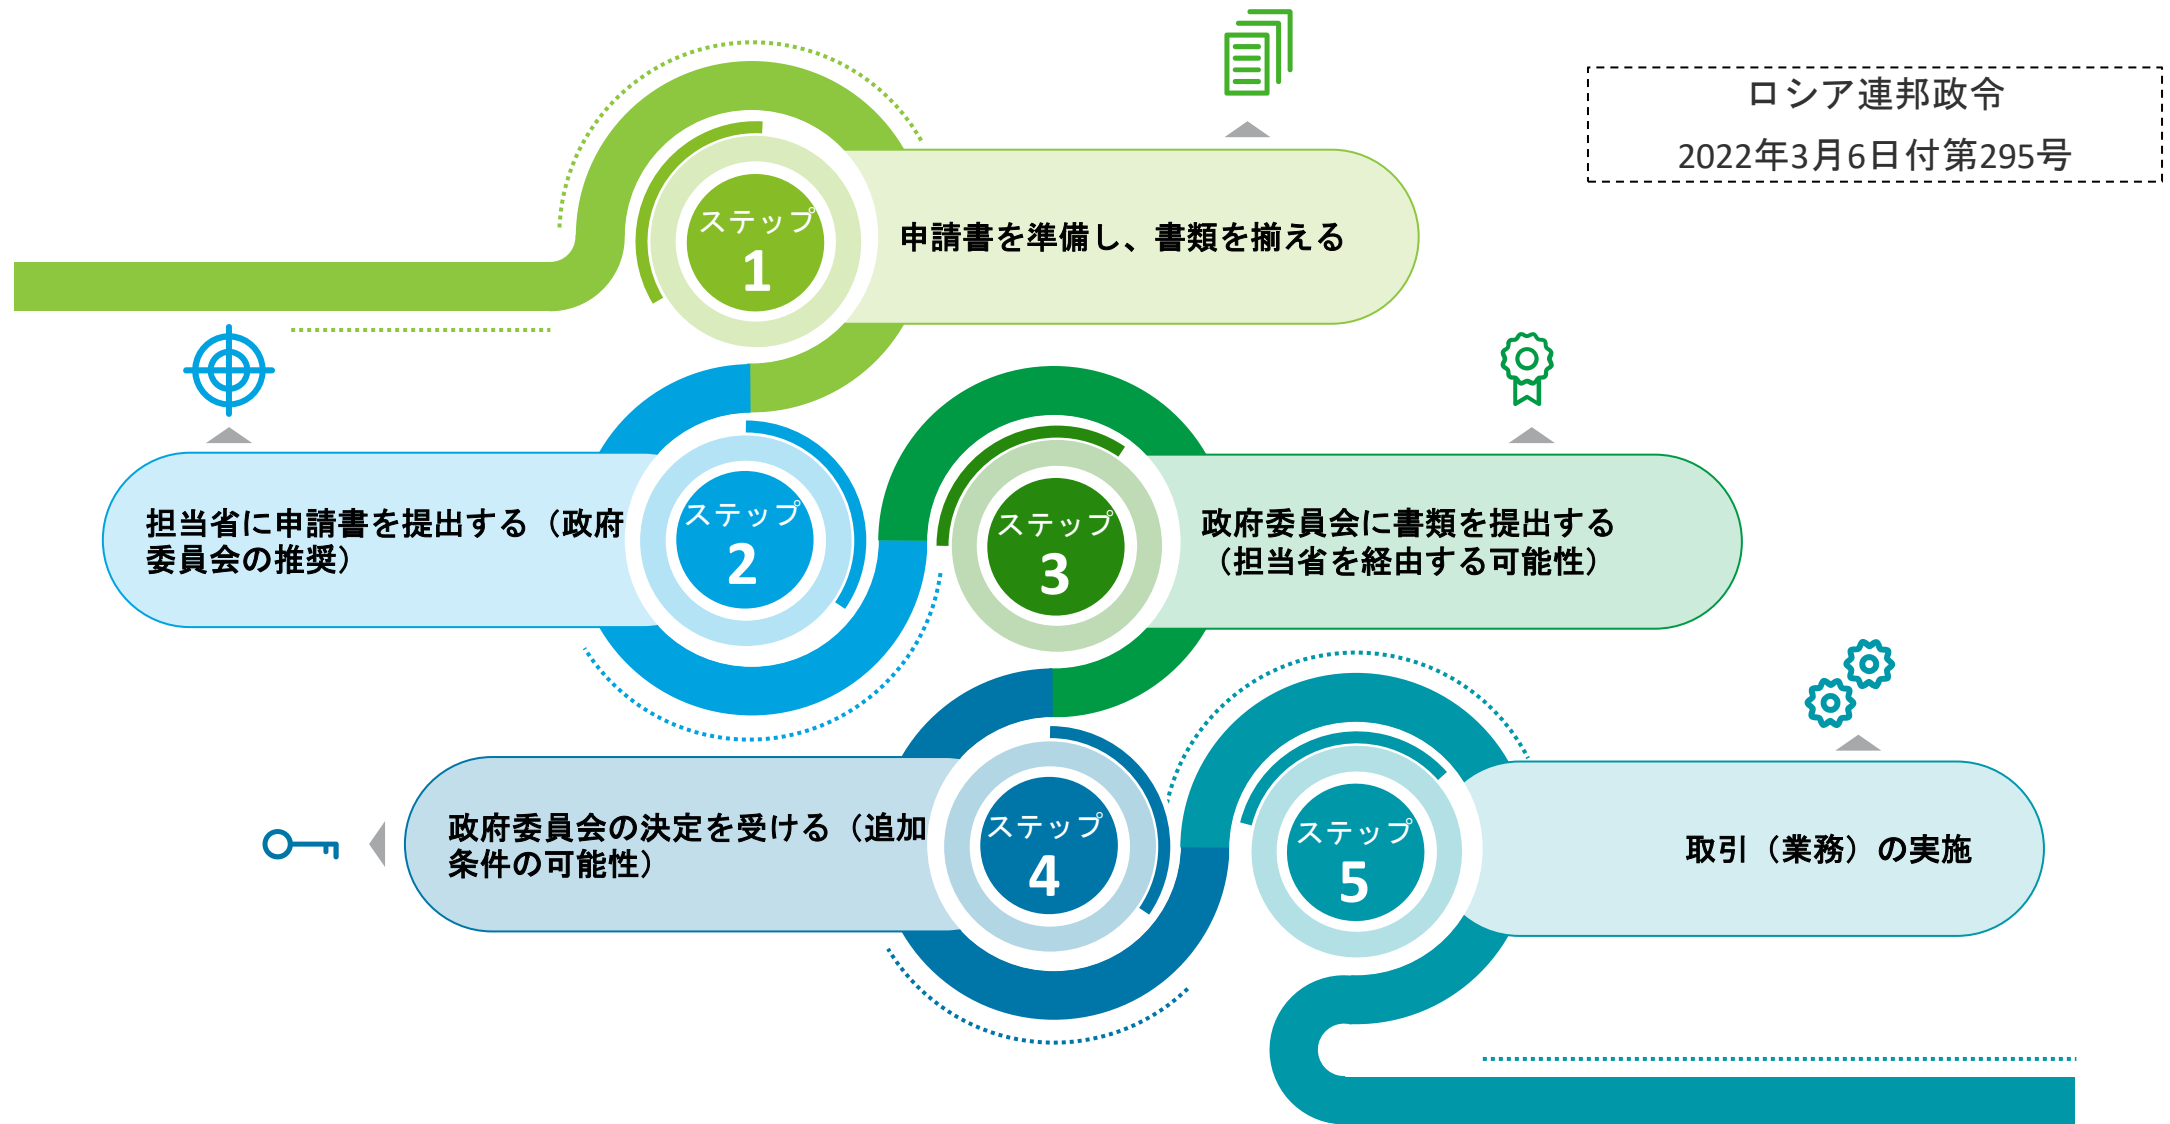 ロシア連邦政令
2022年3月6日付第295号
ステップ
1
申請書を準備し、書類を揃える
担当省に申請書を提出する（政府
委員会の推奨）
ステップ
2
ステップ
3
政府委員会に書類を提出する
（担当省を経由する可能性）
政府委員会の決定を受ける（追加
条件の可能性）
ステップ
4
ステップ
5
取引（業務）の実施